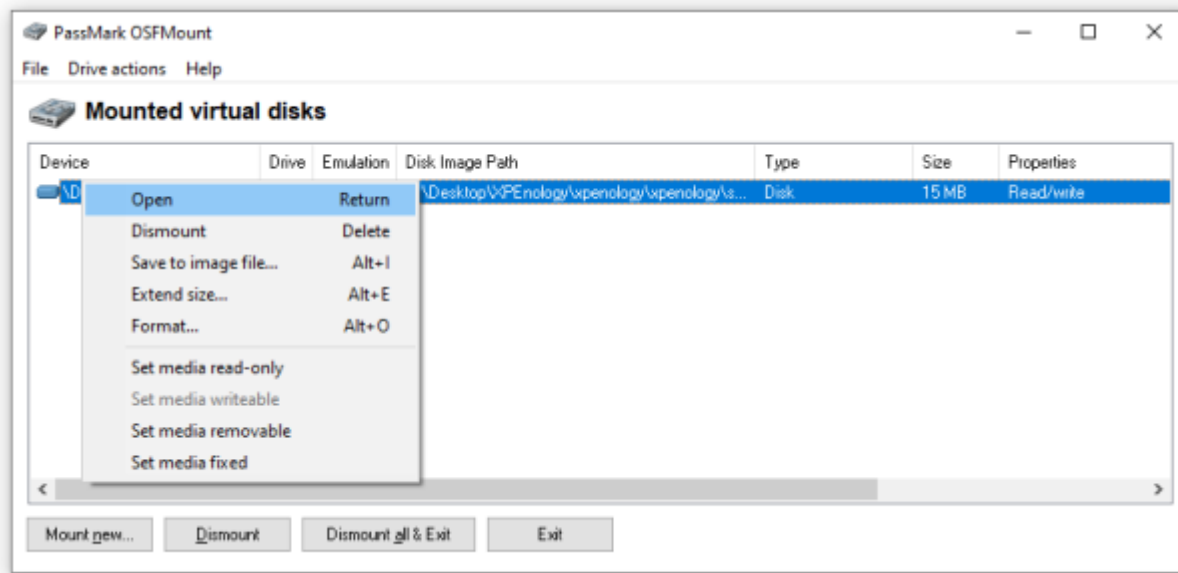 PassMark OSFMount
File Drive actions Help
Mounted virtual disks
Device Drive Emulation Disk Image Path Type Size Properties
\D \Desktop\XPEnology\xpenology\xpenology\s... Disk 15 MB Read/write
Open Return
Dismount Delete
Save to image file... Alt+I
Extend size... Alt+E
Format... Alt+O
Set media read-only
Set media writeable
Set media removable
Set media fixed
Mount new... Dismount Dismount all & Exit Exit